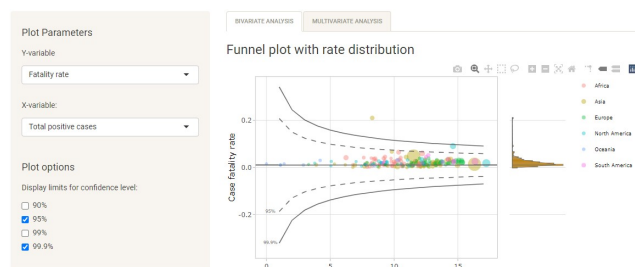 Plot Parameters
Y-variable
Fatality rate
X-variable:
Total positive cases
Plot options
Display limits for confidence level:
90%
95%
99%
99.9%
BIVARIATE ANALYSIS
MULTIVARIATE ANALYSIS
Funnel plot with rate distribution
Case fatality rate
0.2
0.0
-0.2
95%
99.9%
0
5
10
15
Africa
Asia
Europe
North America
Oceania
South America